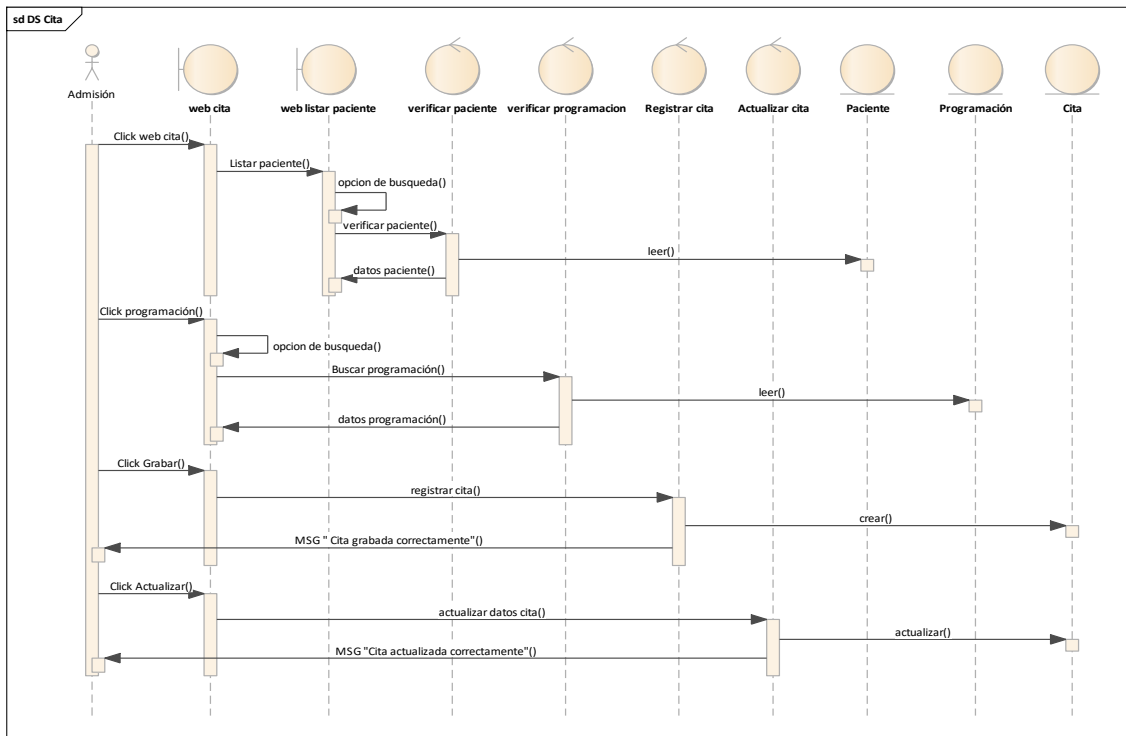 sd DS Cita
Admisión
web cita
web listar paciente
verificar paciente
verificar programacion
Registrar cita
Actualizar cita
Paciente
Programación
Cita
Click web cita()
Listar paciente()
opcion de busqueda()
verificar paciente()
leer()
datos paciente()
Click programación()
opcion de busqueda()
Buscar programación()
leer()
datos programación()
Click Grabar()
registrar cita()
crear()
MSG " Cita grabada correctamente"()
Click Actualizar()
actualizar datos cita()
actualizar()
MSG "Cita actualizada correctamente"()